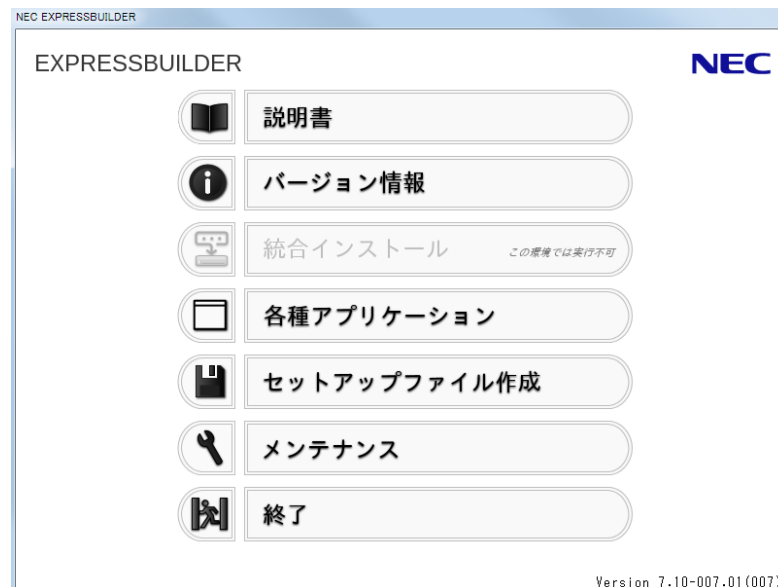 NEC EXPRESSBUILDER
EXPRESSBUILDER
NEC
説明書
バージョン情報
統合インストール この環境では実行不可
各種アプリケーション
セットアップファイル作成
メンテナンス
終了
Version 7.10-007.01(007)